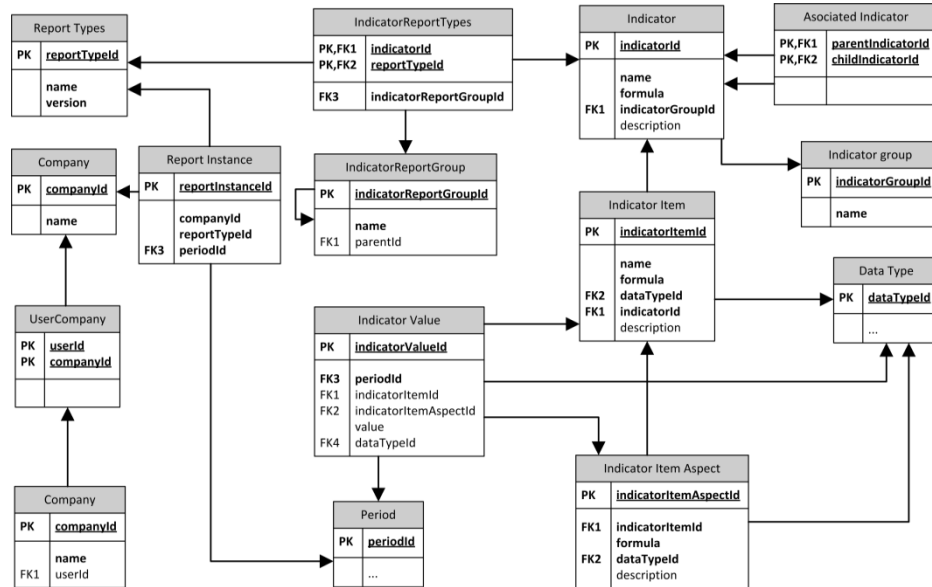 Report Types
PK reportTypeId
name
version
IndicatorReportTypes
PK,FK1 indicatorId
PK,FK2 reportTypeId
FK3 indicatorReportGroupId
Indicator
PK indicatorId
name
formula
FK1 indicatorGroupId
description
Asociated Indicator
PK,FK1 parentIndicatorId
PK,FK2 childIndicatorId
Company
PK companyId
name
Report Instance
PK reportInstanceId
companyId
reportTypeId
FK3 periodId
IndicatorReportGroup
PK indicatorReportGroupId
name
FK1 parentId
Indicator group
PK indicatorGroupId
name
Indicator Item
PK indicatorItemId
name
formula
FK2 dataTypeId
FK1 indicatorId
description
Data Type
PK dataTypeId
...
UserCompany
PK userId
PK companyId
Indicator Value
PK indicatorValueId
FK3 periodId
FK1 indicatorItemId
FK2 indicatorItemAspectId
value
FK4 dataTypeId
Company
PK companyId
name
FK1 userId
Period
PK periodId
...
Indicator Item Aspect
PK indicatorItemAspectId
FK1 indicatorItemId
formula
FK2 dataTypeId
description